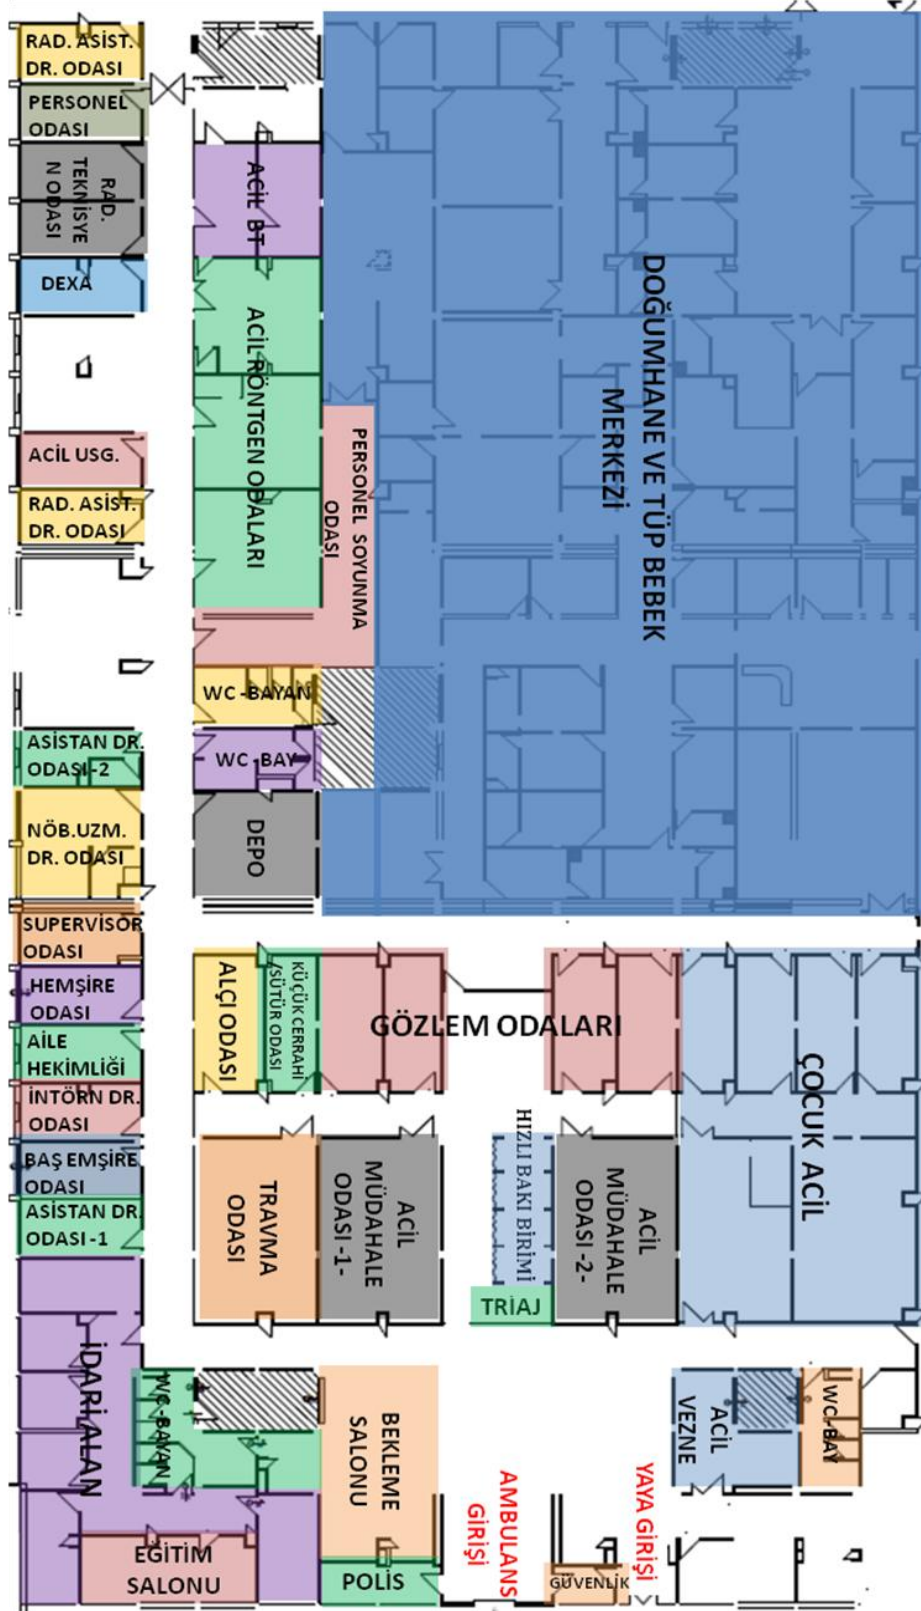 RAD. ASİST.
DR. ODASI
PERSONEL
ODASI
RAD.
TEKNİSYE
N ODASI
DEXA
ACİL USG.
RAD. ASİST.
DR. ODASI
ASİSTAN DR.
ODASI-2
NÖB.UZM.
DR. ODASI
SUPERVISÖR
ODASI
HEMŞİRE
ODASI
AİLE
HEKİMLİĞİ
İNTÖRN DR.
ODASI
BAŞ EMŞİRE
ODASI
ASİSTAN DR.
ODASI -1
İDARİ ALAN
ACİL BT
ACİL RÖNTGEN ODALARI
PERSONEL SOYUNMA
ODASI
WC -BAYAN
WC -BAY
DEPO
DOĞUMHANE VE TÜP BEBEK
MERKEZİ
ALÇI ODASI
KÜÇÜK CERRAHİ
/SÜTÜR ODASI
GÖZLEM ODALARI
ÇOCUK ACİL
TRAVMA
ODASI
ACİL
MÜDAHALE
ODASI -1-
HIZLI BAKI BİRİMİ
ACİL
MÜDAHALE
ODASI -2-
TRİAJ
WC -BAYAN
BEKLEME
SALONU
ACİL
VEZNE
WC.-BAY
AMBULANS
GİRİŞİ
YAYA GİRİŞİ
EĞİTİM
SALONU
POLİS
GÜVENLİK